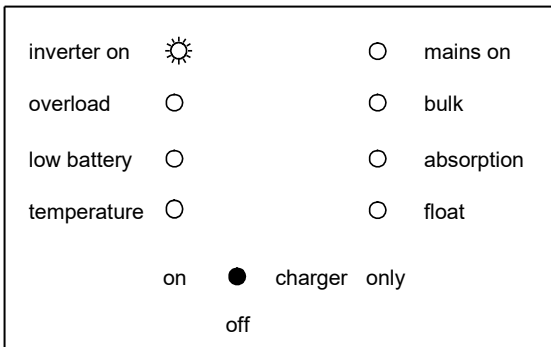 inverter on mains on
overload bulk
low battery absorption
temperature float
on charger only
off